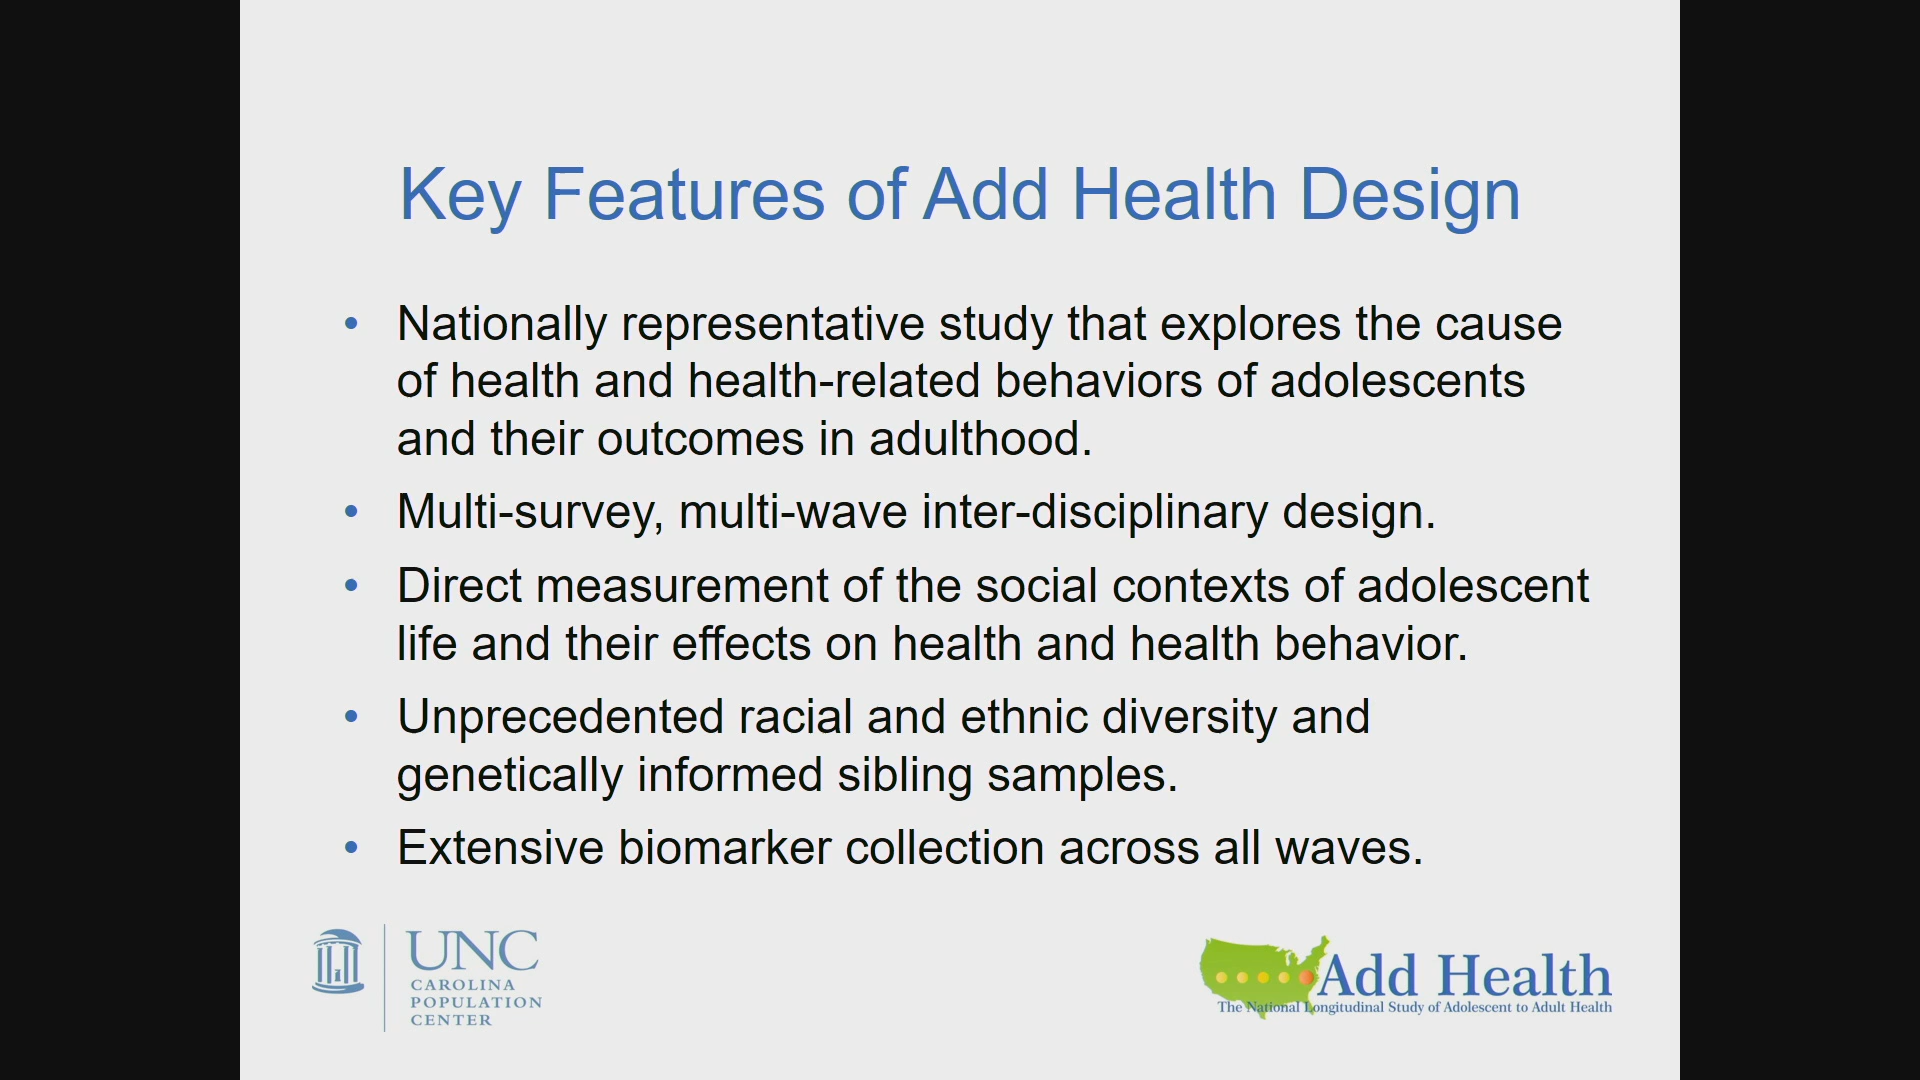 Key Features of Add Health Design
• Nationally representative study that explores the cause
of health and health-related behaviors of adolescents
and their outcomes in adulthood.
• Multi-survey, multi-wave inter-disciplinary design.
• Direct measurement of the social contexts of adolescent
life and their effects on health and health behavior.
• Unprecedented racial and ethnic diversity and
genetically informed sibling samples.
• Extensive biomarker collection across all waves.
UNC
CAROLINA
POPULATION
CENTER
Add Health
The National Longitudinal Study of Adolescent to Adult Health